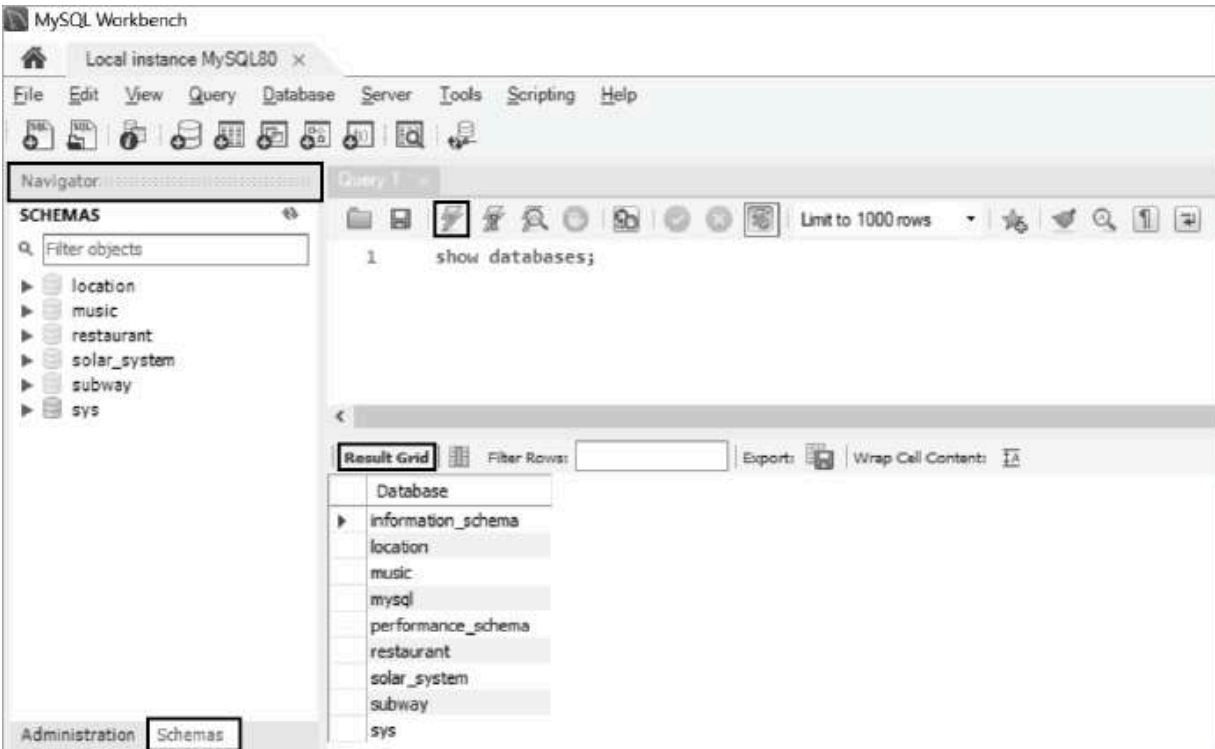 MySQL Workbench
Local instance MySQL80 ×
File Edit View Query Database Server Tools Scripting Help
Navigator
Query 1 ×
SCHEMAS
Limit to 1000 rows
Filter objects
1 show databases;
location
music
restaurant
solar_system
subway
sys
Result Grid Filter Rows: Export: Wrap Cell Content:
Database
information_schema
location
music
mysql
performance_schema
restaurant
solar_system
subway
sys
Administration Schemas